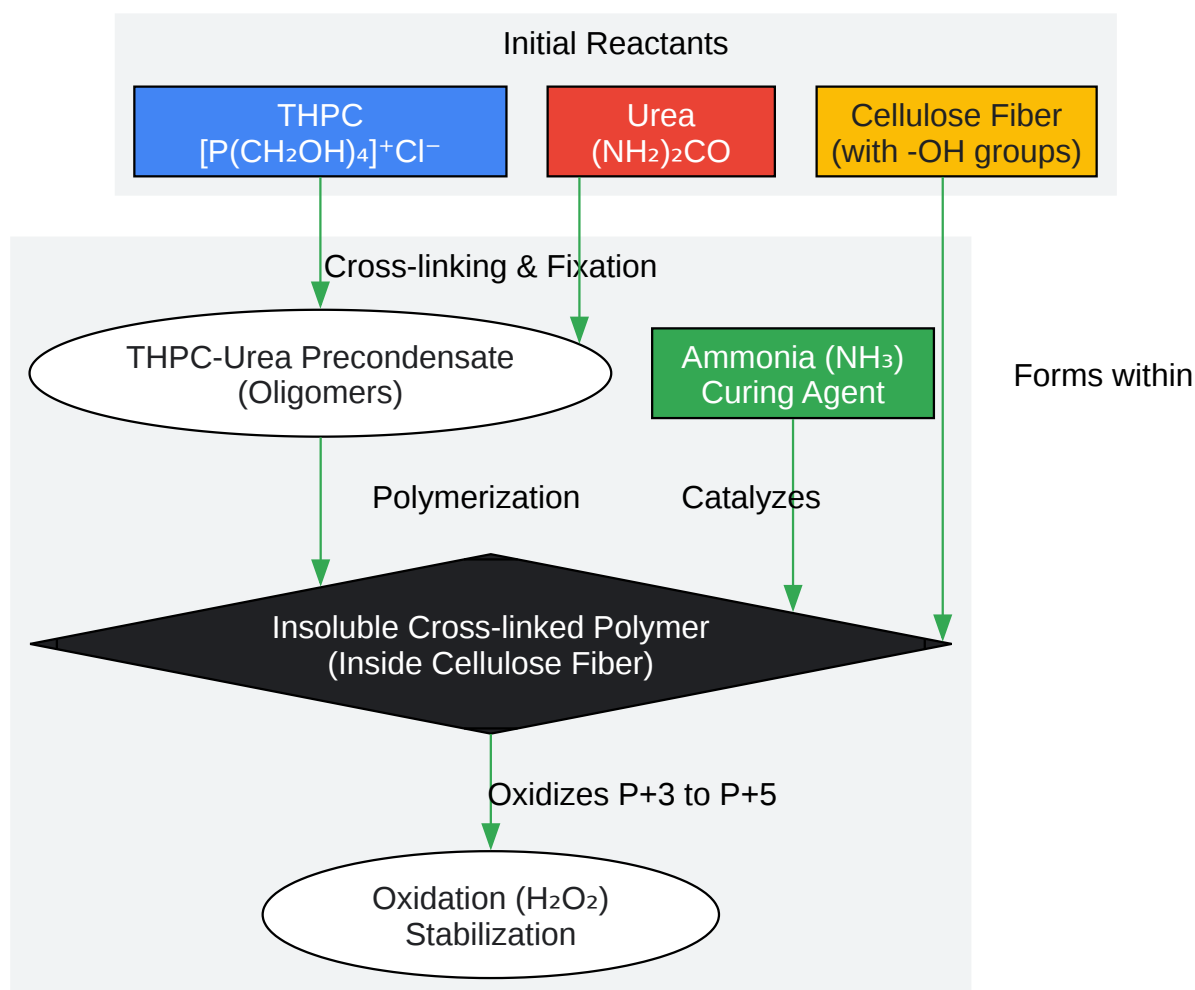 Initial Reactants
THPC
[P(CH₂OH)₄]⁺Cl⁻
Urea
(NH₂)₂CO
Cellulose Fiber
(with -OH groups)
Cross-linking & Fixation
THPC-Urea Precondensate
(Oligomers)
Ammonia (NH₃)
Curing Agent
Forms within
Polymerization
Catalyzes
Insoluble Cross-linked Polymer
(Inside Cellulose Fiber)
Oxidizes P+3 to P+5
Oxidation (H₂O₂)
Stabilization